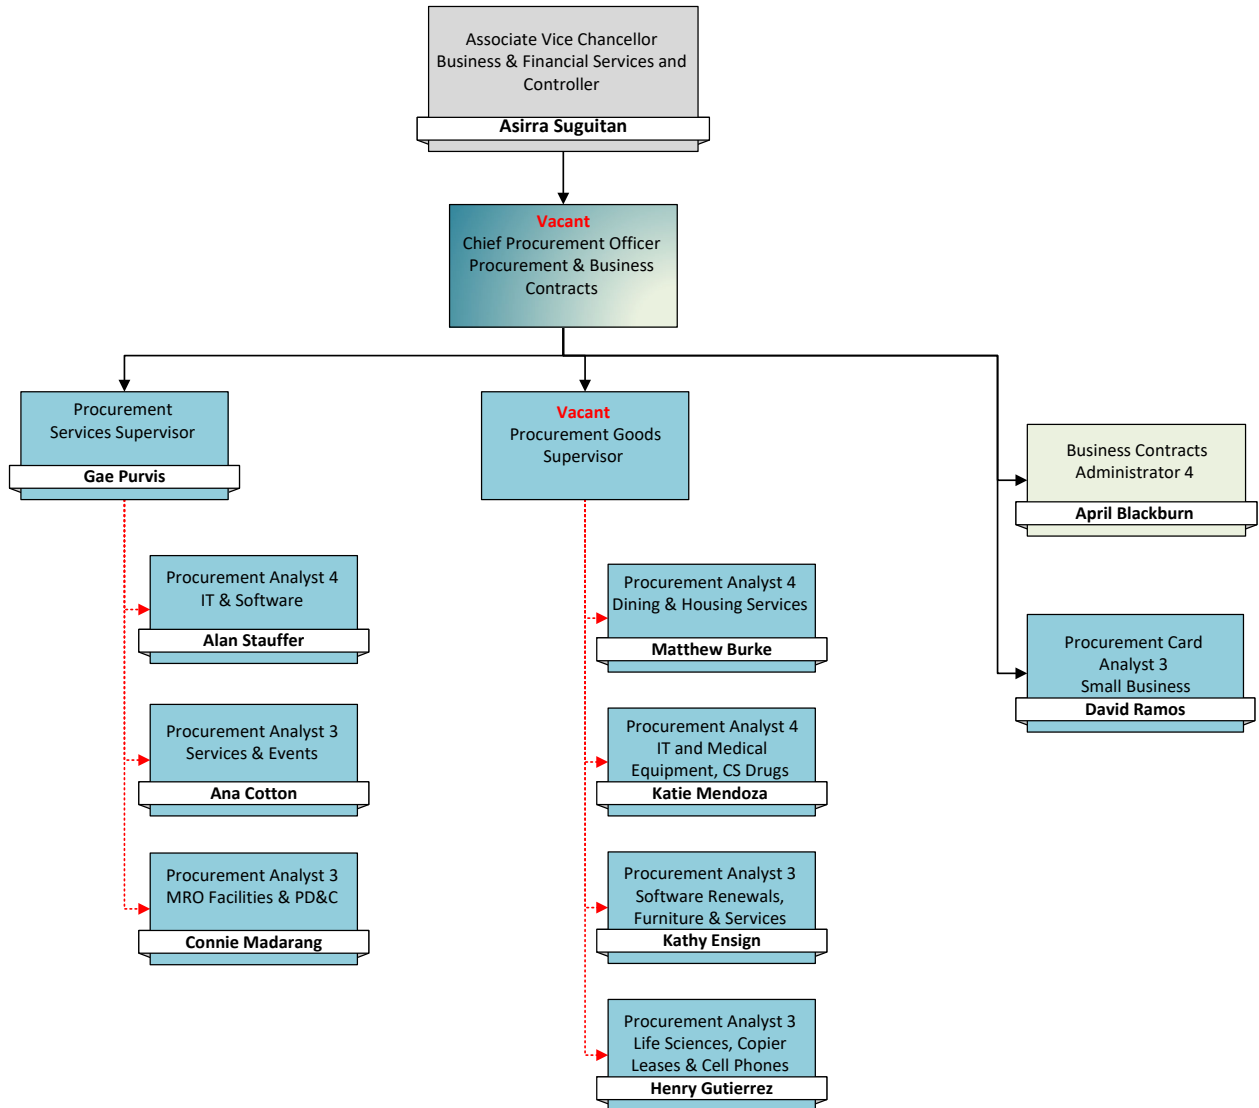 Associate Vice Chancellor
Business & Financial Services and
Controller
Asirra Suguitan
Vacant
Chief Procurement Officer
Procurement & Business
Contracts
Procurement
Services Supervisor
Gae Purvis
Vacant
Procurement Goods
Supervisor
Business Contracts
Administrator 4
April Blackburn
Procurement Analyst 4
IT & Software
Alan Stauffer
Procurement Analyst 4
Dining & Housing Services
Matthew Burke
Procurement Card
Analyst 3
Small Business
David Ramos
Procurement Analyst 3
Services & Events
Ana Cotton
Procurement Analyst 4
IT and Medical
Equipment, CS Drugs
Katie Mendoza
Procurement Analyst 3
MRO Facilities & PD&C
Connie Madarang
Procurement Analyst 3
Software Renewals,
Furniture & Services
Kathy Ensign
Procurement Analyst 3
Life Sciences, Copier
Leases & Cell Phones
Henry Gutierrez